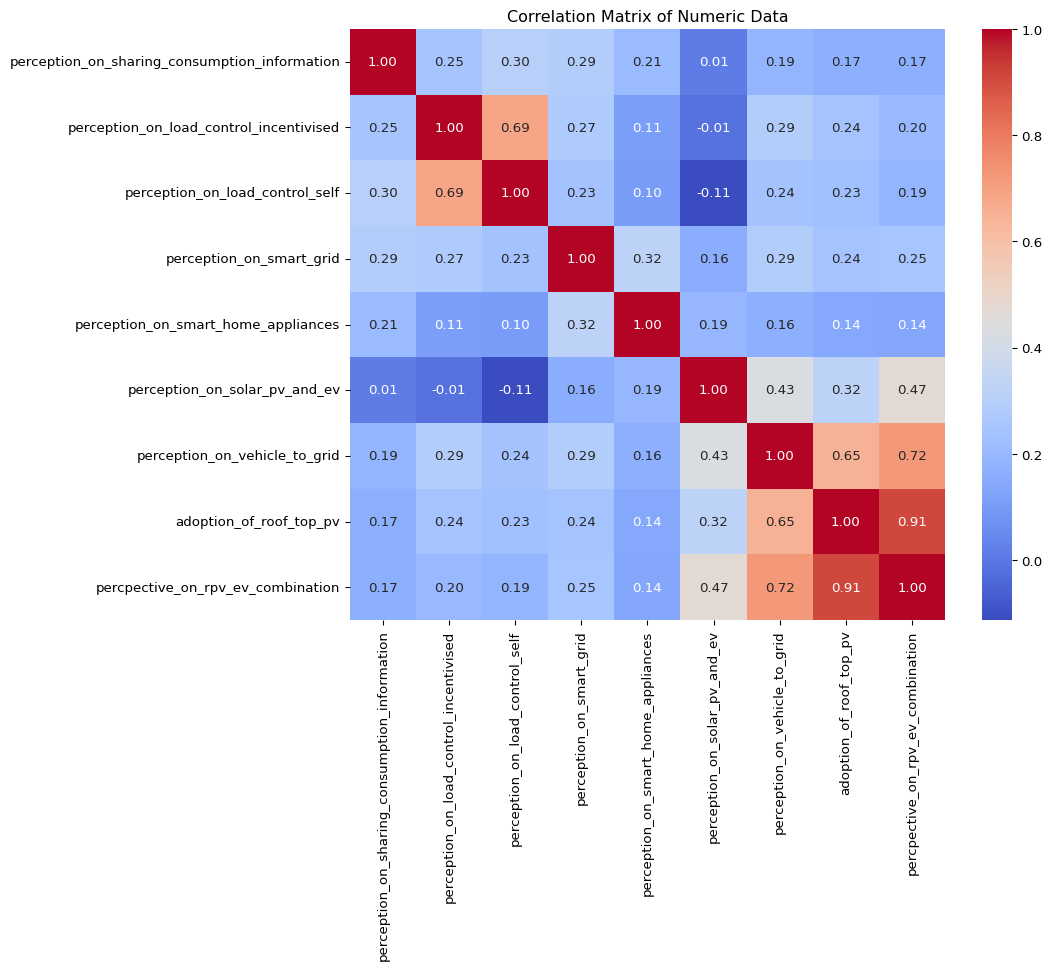 Correlation Matrix of Numeric Data
perception_on_sharing_consumption_information 1.00 0.25 0.30 0.29 0.21 0.01 0.19 0.17 0.17
perception_on_load_control_incentivised 0.25 1.00 0.69 0.27 0.11 -0.01 0.29 0.24 0.20
perception_on_load_control_self 0.30 0.69 1.00 0.23 0.10 -0.11 0.24 0.23 0.19
perception_on_smart_grid 0.29 0.27 0.23 1.00 0.32 0.16 0.29 0.24 0.25
perception_on_smart_home_appliances 0.21 0.11 0.10 0.32 1.00 0.19 0.16 0.14 0.14
perception_on_solar_pv_and_ev 0.01 -0.01 -0.11 0.16 0.19 1.00 0.43 0.32 0.47
perception_on_vehicle_to_grid 0.19 0.29 0.24 0.29 0.16 0.43 1.00 0.65 0.72
adoption_of_roof_top_pv 0.17 0.24 0.23 0.24 0.14 0.32 0.65 1.00 0.91
percpective_on_rpv_ev_combination 0.17 0.20 0.19 0.25 0.14 0.47 0.72 0.91 1.00
perception_on_sharing_consumption_information
perception_on_load_control_incentivised
perception_on_load_control_self
perception_on_smart_grid
perception_on_smart_home_appliances
perception_on_solar_pv_and_ev
perception_on_vehicle_to_grid
adoption_of_roof_top_pv
percpective_on_rpv_ev_combination
1.0
0.8
0.6
0.4
0.2
0.0